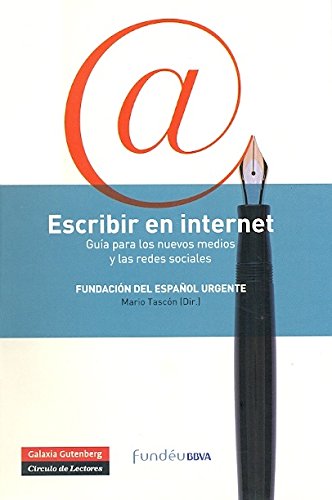 @
Escribir en internet
Guía para los nuevos medios
y las redes sociales
FUNDACIÓN DEL ESPAÑOL URGENTE
Mario Tascón (Dir.)
Galaxia Gutenberg
Círculo de Lectores
fundéu BBVA